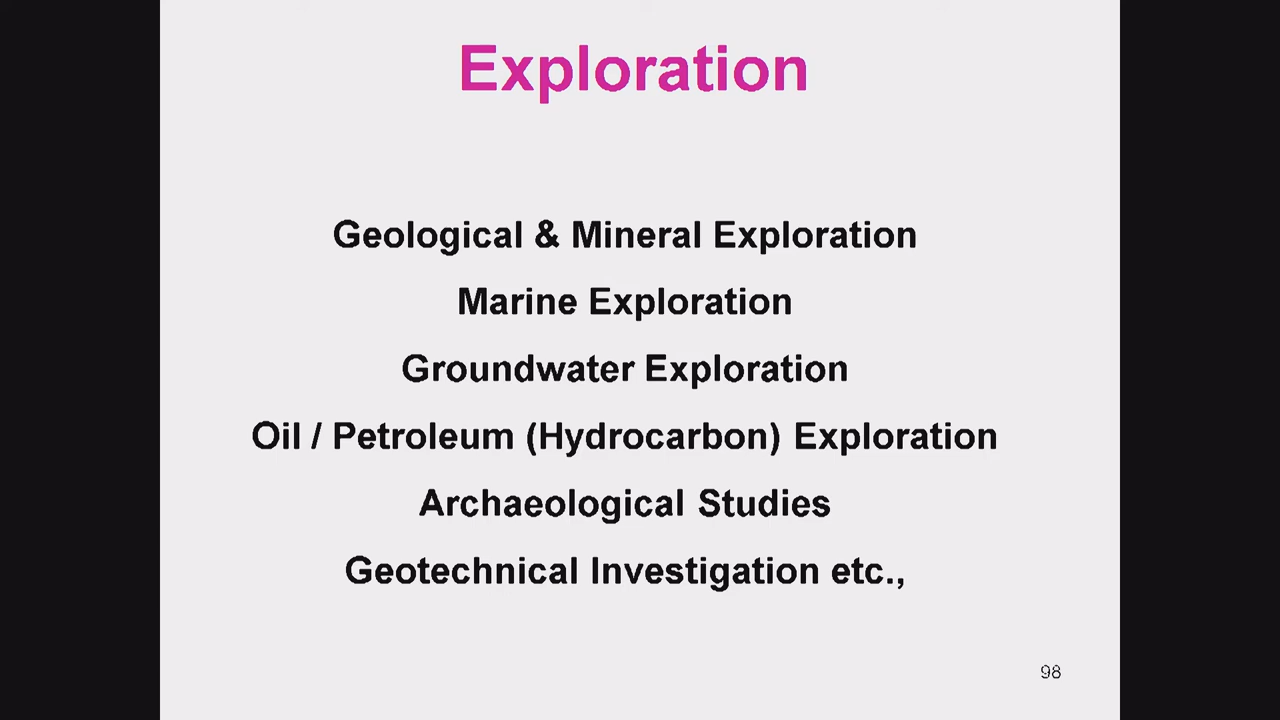 Exploration
Geological & Mineral Exploration
Marine Exploration
Groundwater Exploration
Oil / Petroleum (Hydrocarbon) Exploration
Archaeological Studies
Geotechnical Investigation etc.,
98